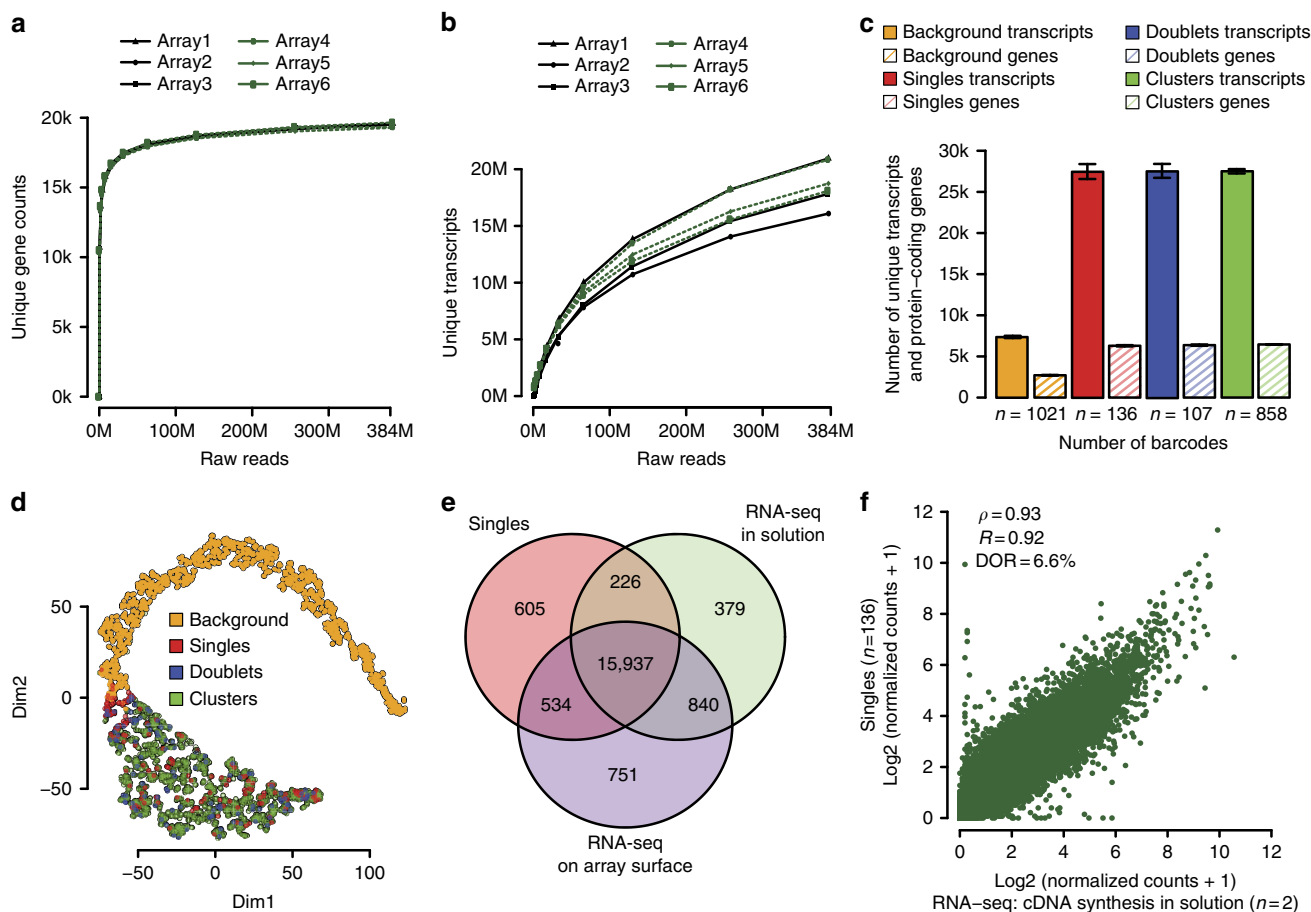 a
Array1
Array2
Array3
Array4
Array5
Array6
Unique gene counts
20k
15k
10k
5k
0k
0M
100M
200M
300M
384M
Raw reads
b
Array1
Array2
Array3
Array4
Array5
Array6
Unique transcripts
20M
15M
10M
5M
0M
0M
100M
200M
300M
384M
Raw reads
c
Background transcripts
Background genes
Singles transcripts
Singles genes
Doublets transcripts
Doublets genes
Clusters transcripts
Clusters genes
Number of unique transcripts
and protein–coding genes
30k
25k
20k
15k
10k
5k
0
n = 1021
n = 136
n = 107
n = 858
Number of barcodes
d
Background
Singles
Doublets
Clusters
Dim2
50
0
−50
−50
0
50
100
Dim1
e
Singles
RNA-seq
in solution
605
226
379
15,937
534
840
751
RNA-seq
on array surface
f
ρ = 0.93
R = 0.92
DOR = 6.6%
Singles (n = 136)
Log2 (normalized counts + 1)
12
10
8
6
4
2
0
0
2
4
6
8
10
12
Log2 (normalized counts + 1)
RNA–seq: cDNA synthesis in solution (n = 2)